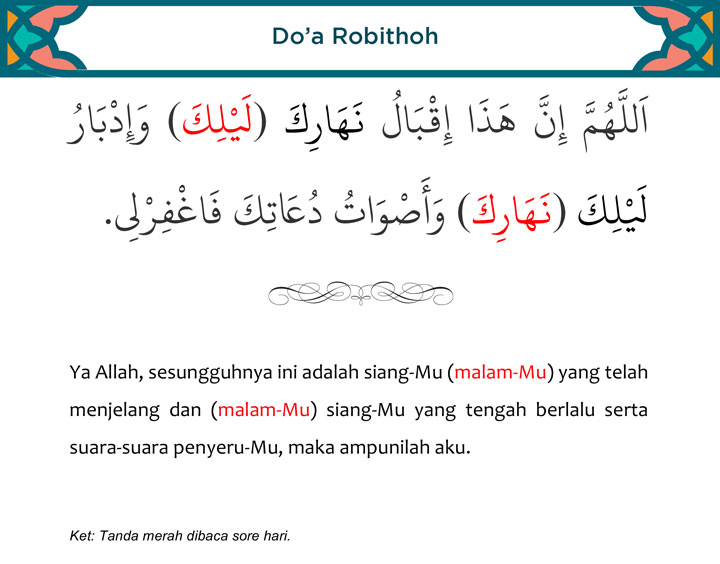 Do’a Robithoh
اَللَّهُمَّ إِنَّ هَذَا إِقْبَالُ نَهَارِكَ (لَيْلِكَ) وَإِدْبَارُ
لَيْلِكَ (نَهَارِكَ) وَأَصْوَاتُ دُعَاتِكَ فَاغْفِرْلِى.
Ya Allah, sesungguhnya ini adalah siang-Mu (malam-Mu) yang telah
menjelang dan (malam-Mu) siang-Mu yang tengah berlalu serta
suara-suara penyeru-Mu, maka ampunilah aku.
Ket: Tanda merah dibaca sore hari.